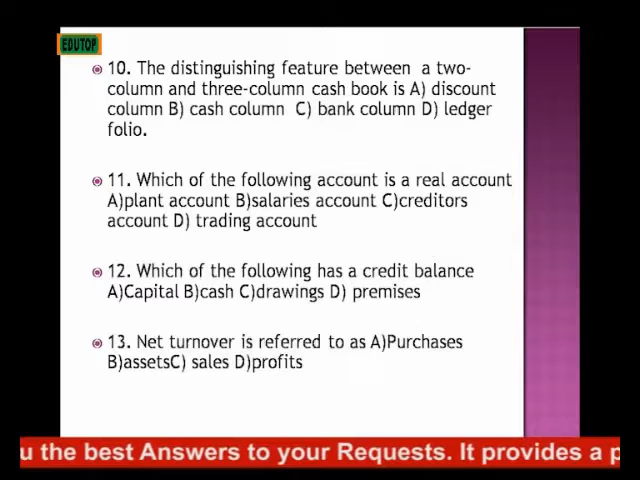 EDUTOP
10. The distinguishing feature between a two-
column and three-column cash book is A) discount
column B) cash column C) bank column D) ledger
folio.
11. Which of the following account is a real account
A)plant account B)salaries account C)creditors
account D) trading account
12. Which of the following has a credit balance
A)Capital B)cash C)drawings D) premises
13. Net turnover is referred to as A)Purchases
B)assetsC) sales D)profits
u the best Answers to your Requests. It provides a p